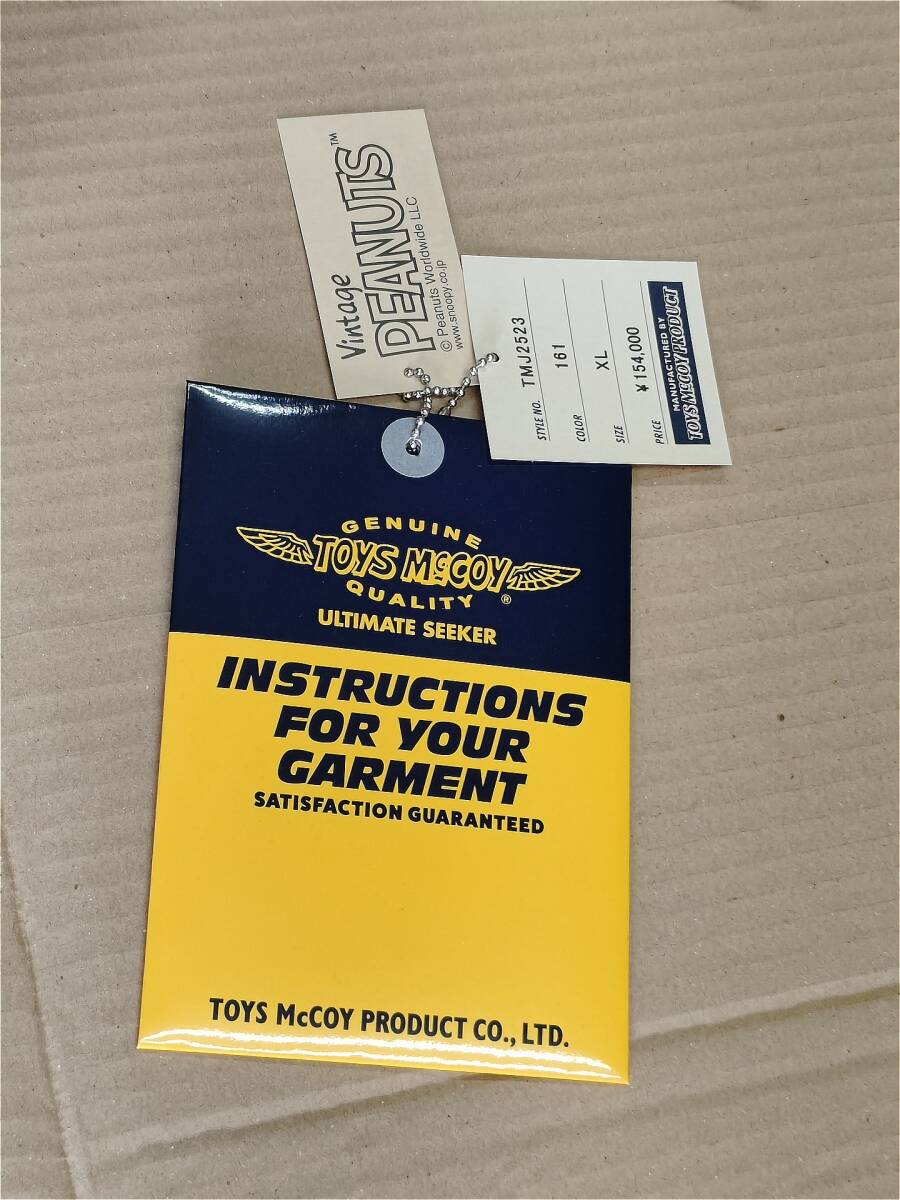 Vintage
PEANUTS™
© Peanuts Worldwide LLC
www.snoopy.co.jp
STYLE NO. TMJ2523
COLOR 161
SIZE XL
PRICE ¥154,000
MANUFACTURED BY
TOYS McCOY PRODUCT
GENUINE
TOYS McCOY
QUALITY ®
ULTIMATE SEEKER
INSTRUCTIONS
FOR YOUR
GARMENT
SATISFACTION GUARANTEED
TOYS McCOY PRODUCT CO., LTD.